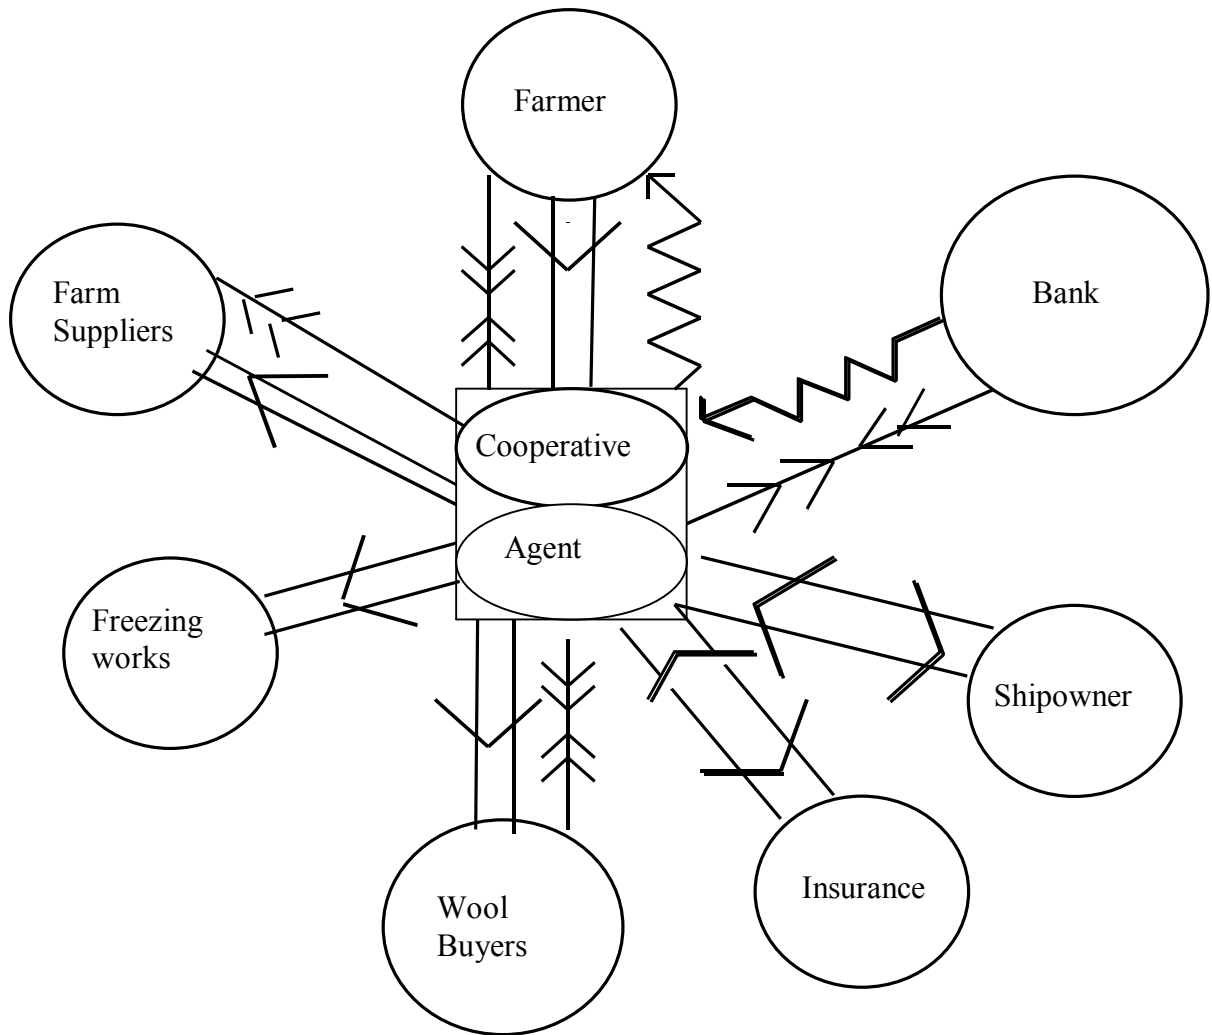 Farmer
Farm
Suppliers
Bank
Cooperative
Agent
Freezing
works
Shipowner
Insurance
Wool
Buyers